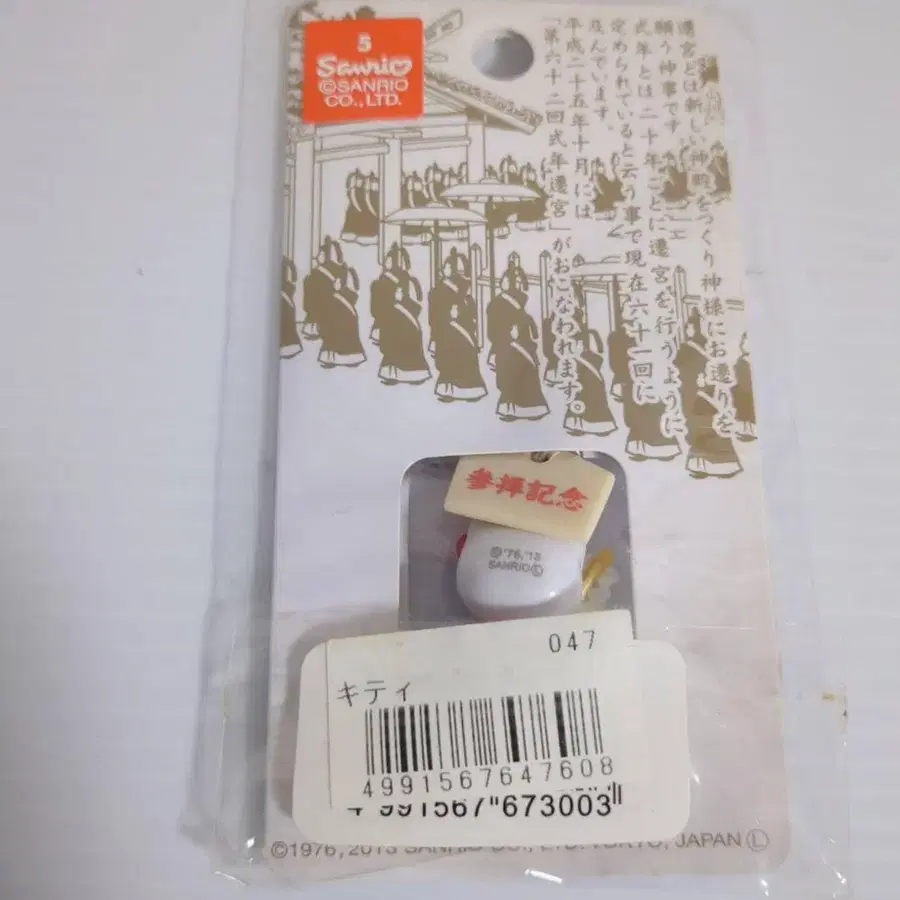 5
Sanrio
©SANRIO
CO., LTD.
遷宮とは新しい神殿をつくり神様にお遷りを
願う神事です。
式年とは二十年ごとに遷宮を行うように
定められていると云う事で現在六十一回に
及んでいます。
平成二十五年十月には
「第六十二回式年遷宮」がおこなわれます。
参拝記念
© '76,'13
SANRIO Ⓛ
047
キティ
4991567647608
4 991567 673003
©1976, 2013 SANRIO CO., LTD. TOKYO, JAPAN Ⓛ